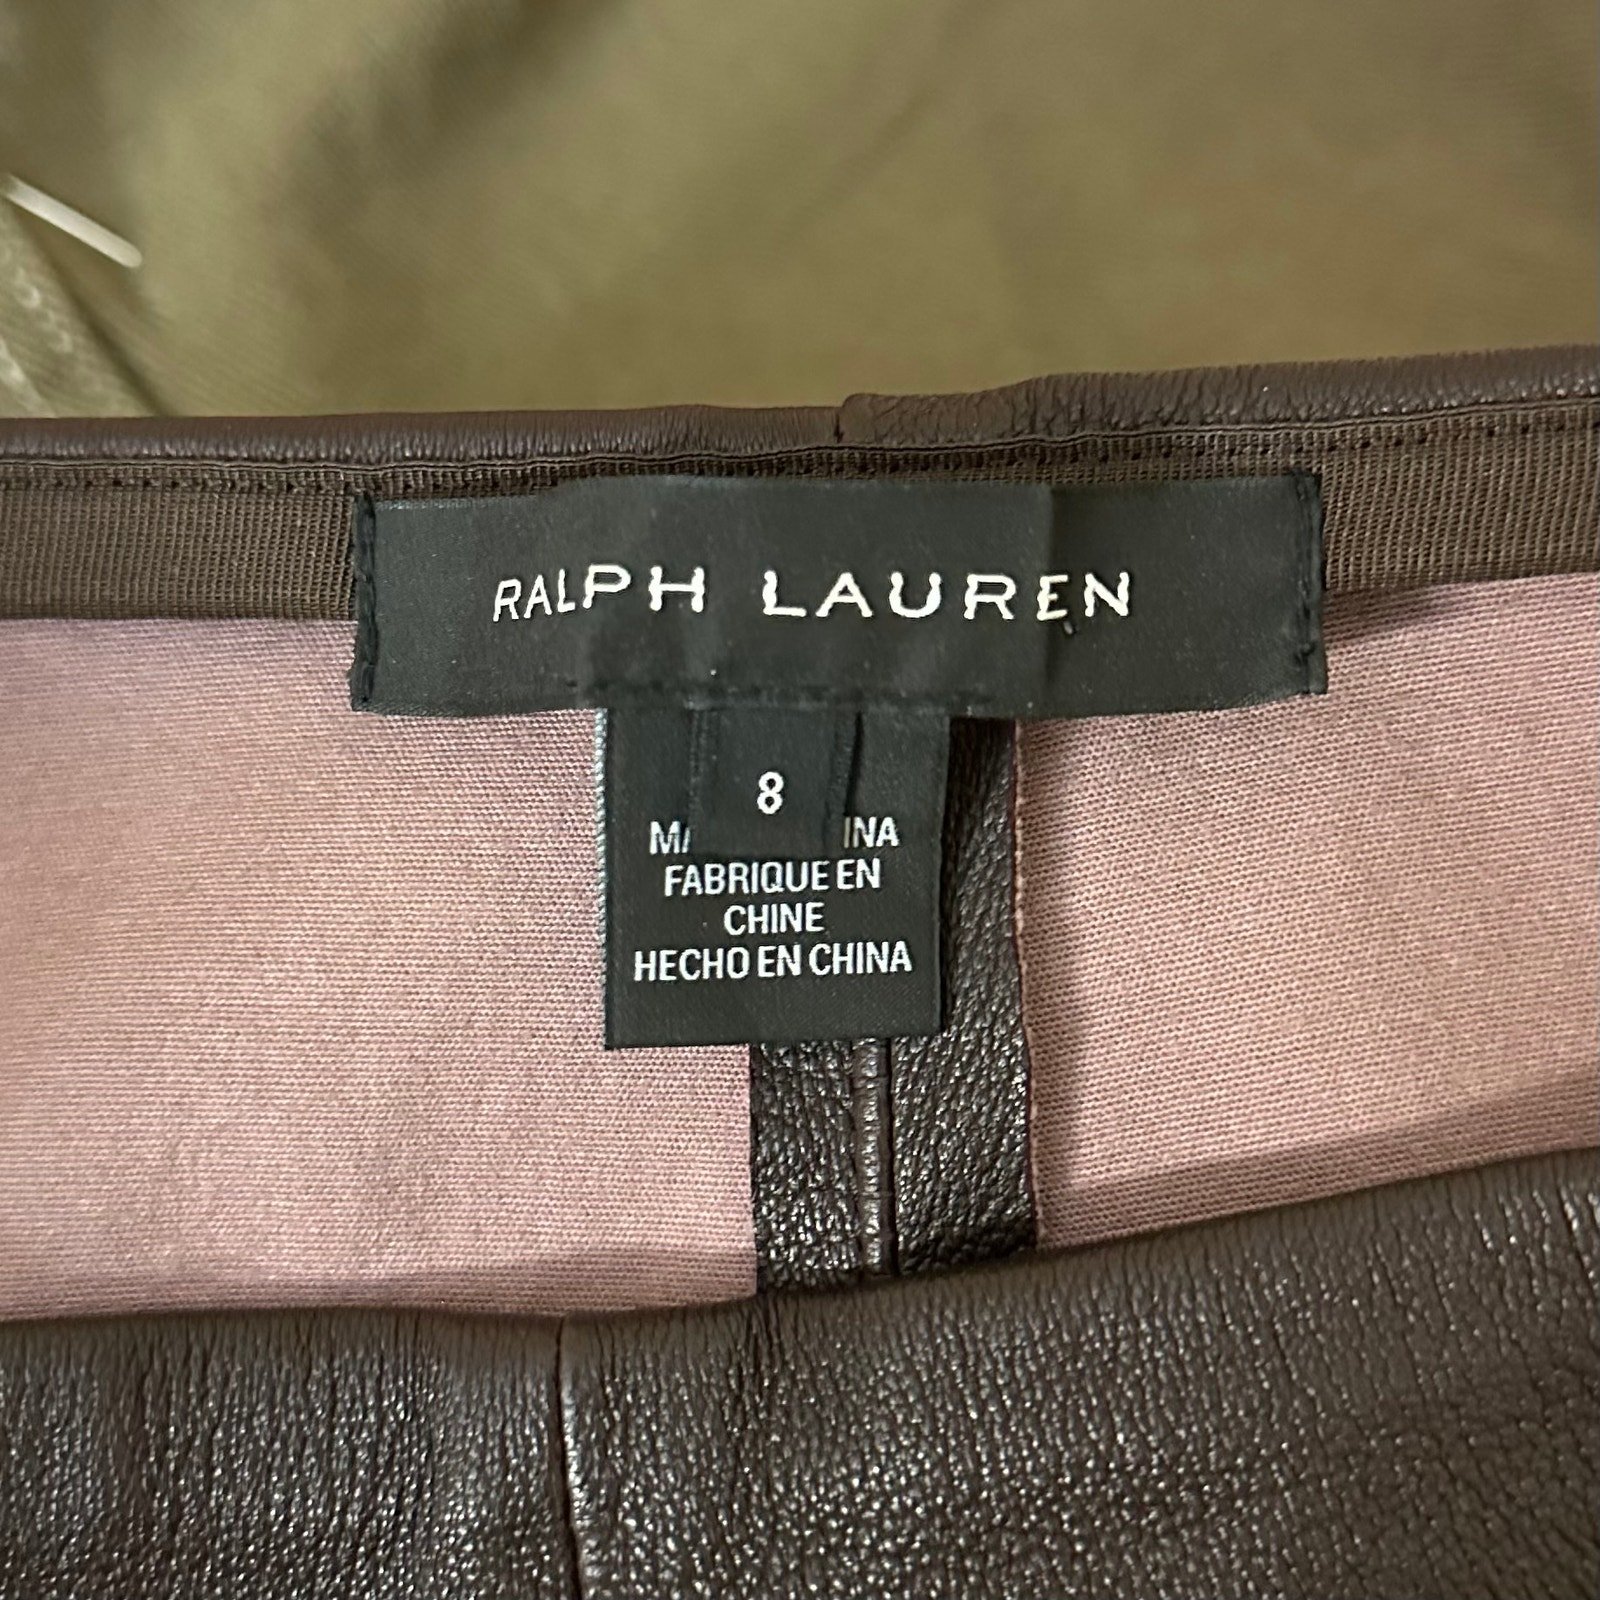 RALPH LAUREN
8
FABRIQUE EN
CHINE
HECHO EN CHINA